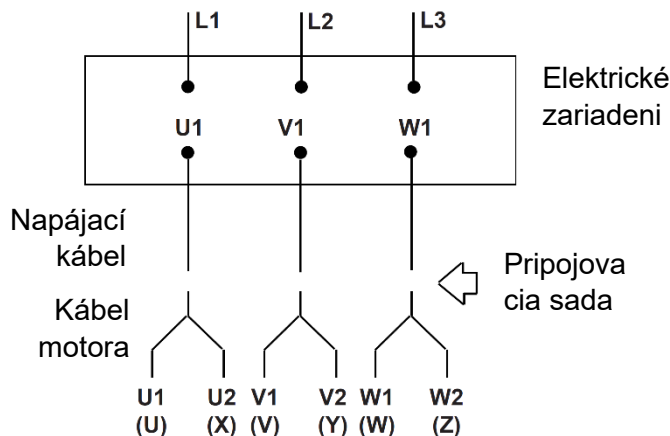 L1 L2 L3
Elektrické
zariadeni
U1 V1 W1
Napájací
kábel
Pripojova
cia sada
Kábel
motora
U1 U2 V1 V2 W1 W2
(U) (X) (V) (Y) (W) (Z)